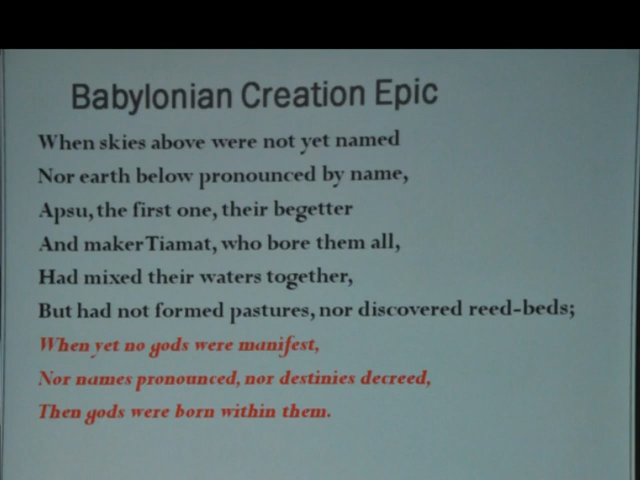 Babylonian Creation Epic
When skies above were not yet named
Nor earth below pronounced by name,
Apsu, the first one, their begetter
And maker Tiamat, who bore them all,
Had mixed their waters together,
But had not formed pastures, nor discovered reed-beds;
When yet no gods were manifest,
Nor names pronounced, nor destinies decreed,
Then gods were born within them.